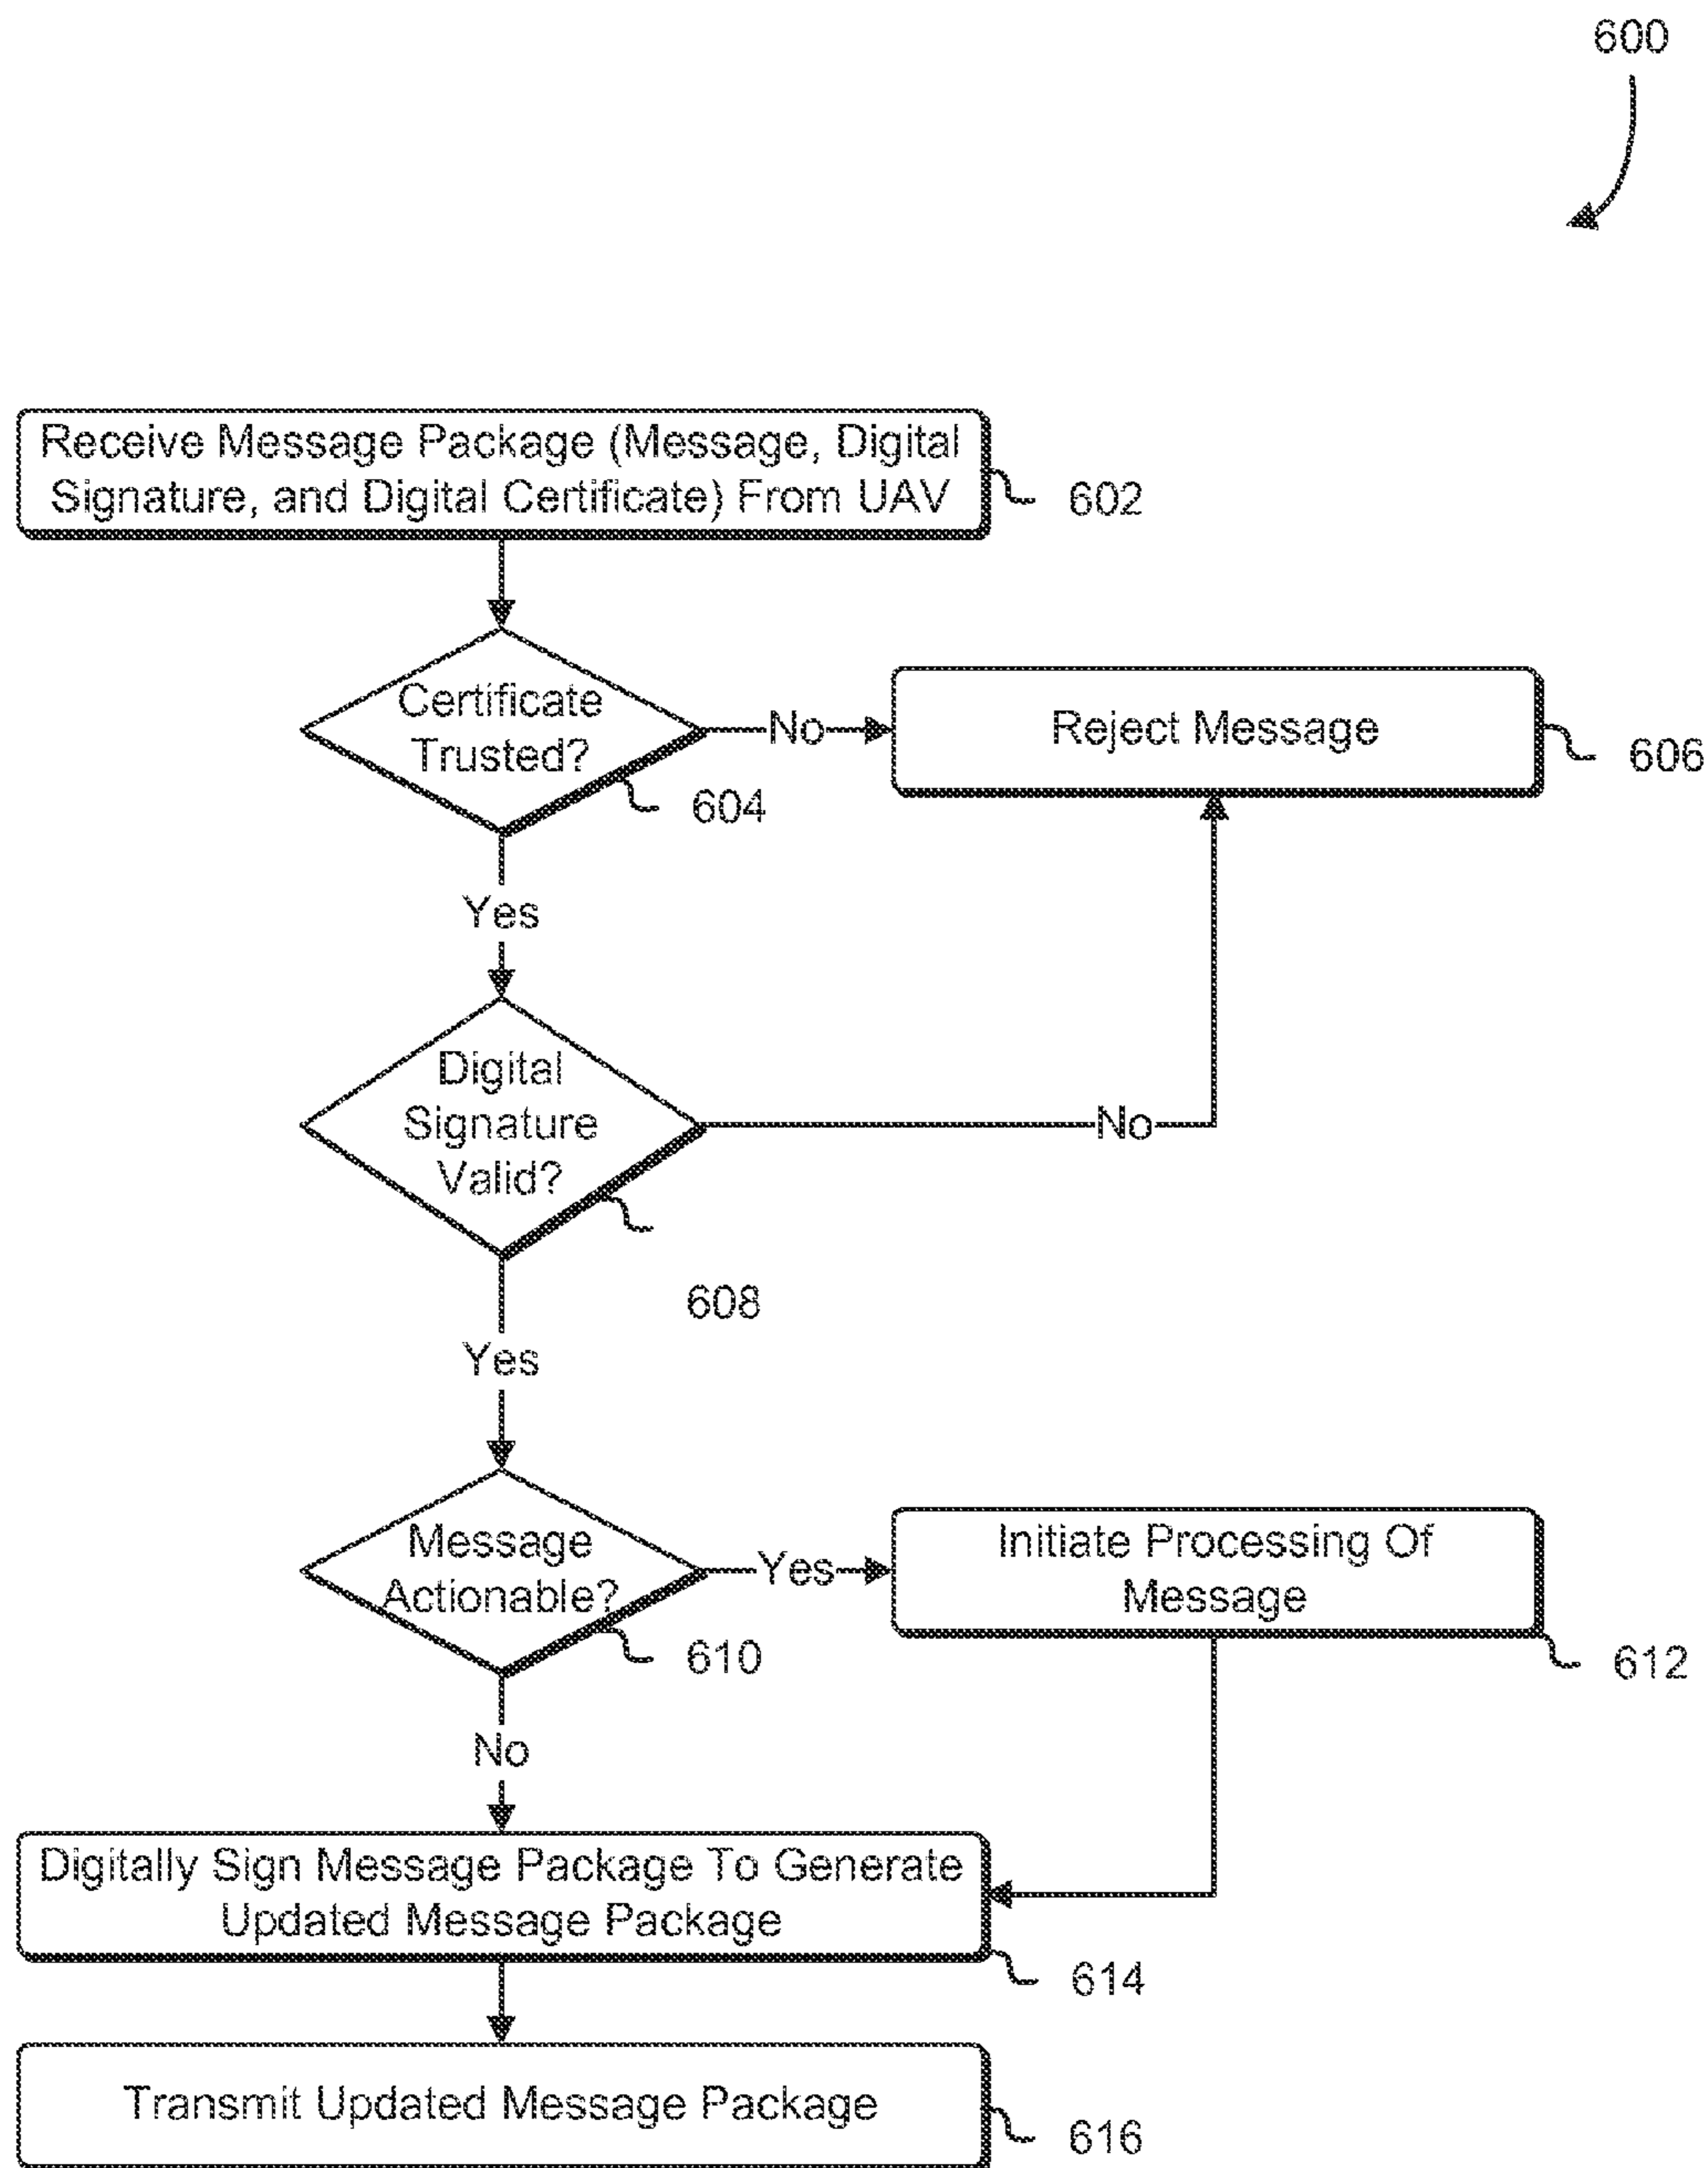 600
Receive Message Package (Message, Digital
Signature, and Digital Certificate) From UAV
602
Certificate
Trusted?
604
No
Reject Message
606
Yes
Digital
Signature
Valid?
608
No
Yes
Message
Actionable?
610
Yes
Initiate Processing Of
Message
612
No
Digitally Sign Message Package To Generate
Updated Message Package
614
Transmit Updated Message Package
616